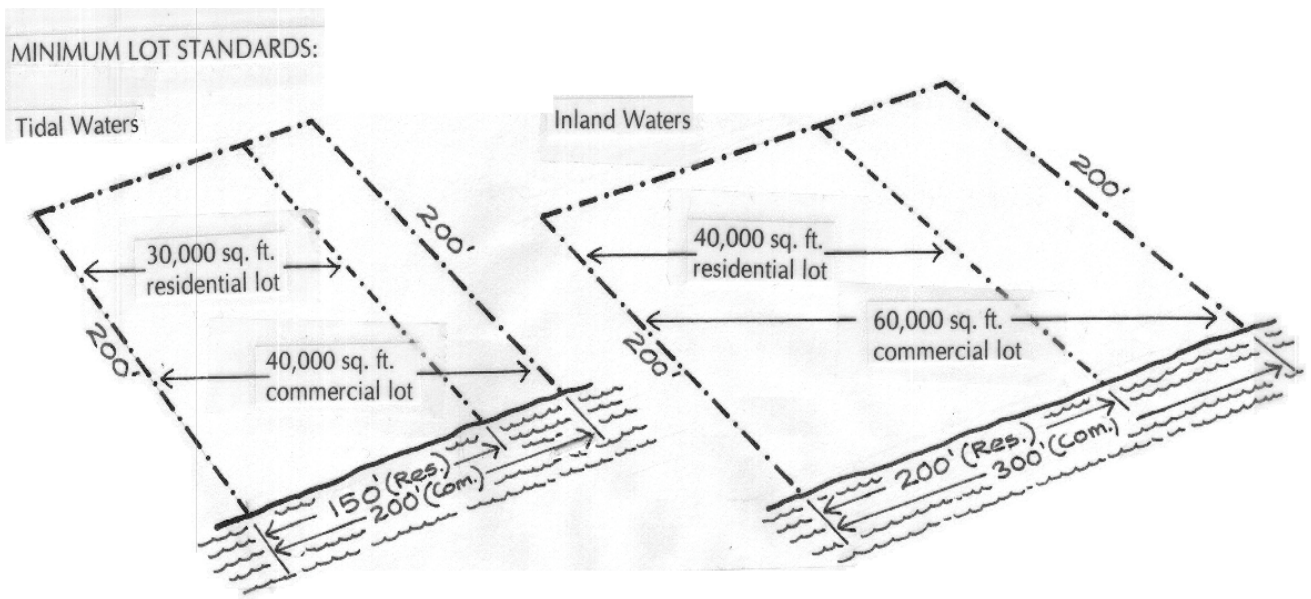 MINIMUM LOT STANDARDS:
Tidal Waters
30,000 sq. ft.
residential lot
200'
200'
40,000 sq. ft.
commercial lot
150' (Res.)
200' (Com.)
Inland Waters
200'
40,000 sq. ft.
residential lot
60,000 sq. ft.
commercial lot
200'
200' (Res.)
300' (Com.)